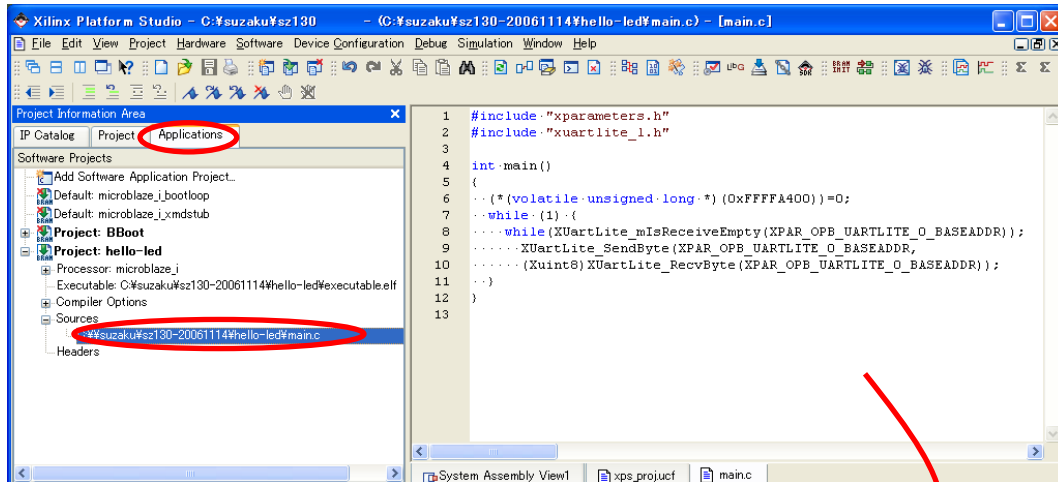 Xilinx Platform Studio - C:¥suzaku¥sz130 - (C:¥suzaku¥sz130-20061114¥hello-led¥main.c) - [main.c]
File Edit View Project Hardware Software Device Configuration Debug Simulation Window Help
Project Information Area
IP Catalog Project Applications
Software Projects
Add Software Application Project...
Default: microblaze_i_bootloop
Default: microblaze_i_xmdstub
Project: BBoot
Project: hello-led
Processor: microblaze_i
Executable: C:¥suzaku¥sz130-20061114¥hello-led¥executable.elf
Compiler Options
Sources
c:¥¥suzaku¥sz130-20061114¥hello-led¥main.c
Headers
1 #include·"xparameters.h"
2 #include·"xuartlite_l.h"
3
4 int·main()
5 {
6 ··(*(volatile·unsigned·long·*)(0xFFFFA400))=0;
7 ··while·(1)·{
8 ····while(XUartLite_mIsReceiveEmpty(XPAR_OPB_UARTLITE_0_BASEADDR));
9 ······XUartLite_SendByte(XPAR_OPB_UARTLITE_0_BASEADDR,
10 ······(Xuint8)XUartLite_RecvByte(XPAR_OPB_UARTLITE_0_BASEADDR));
11 ··}
12 }
13
System Assembly View1 xps_proj.ucf main.c